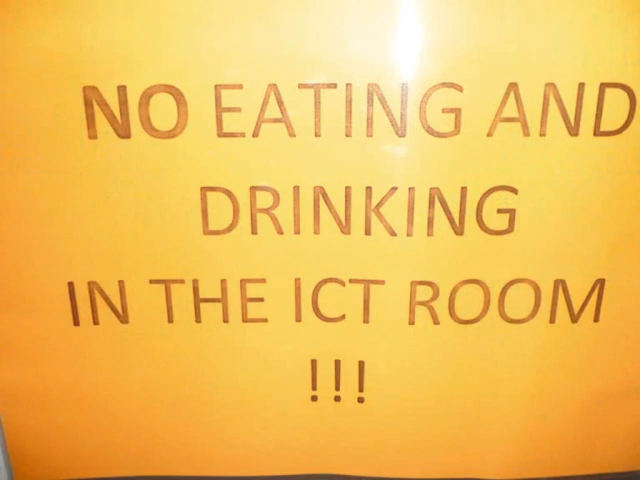 NO EATING AND
DRINKING
IN THE ICT ROOM
!!!